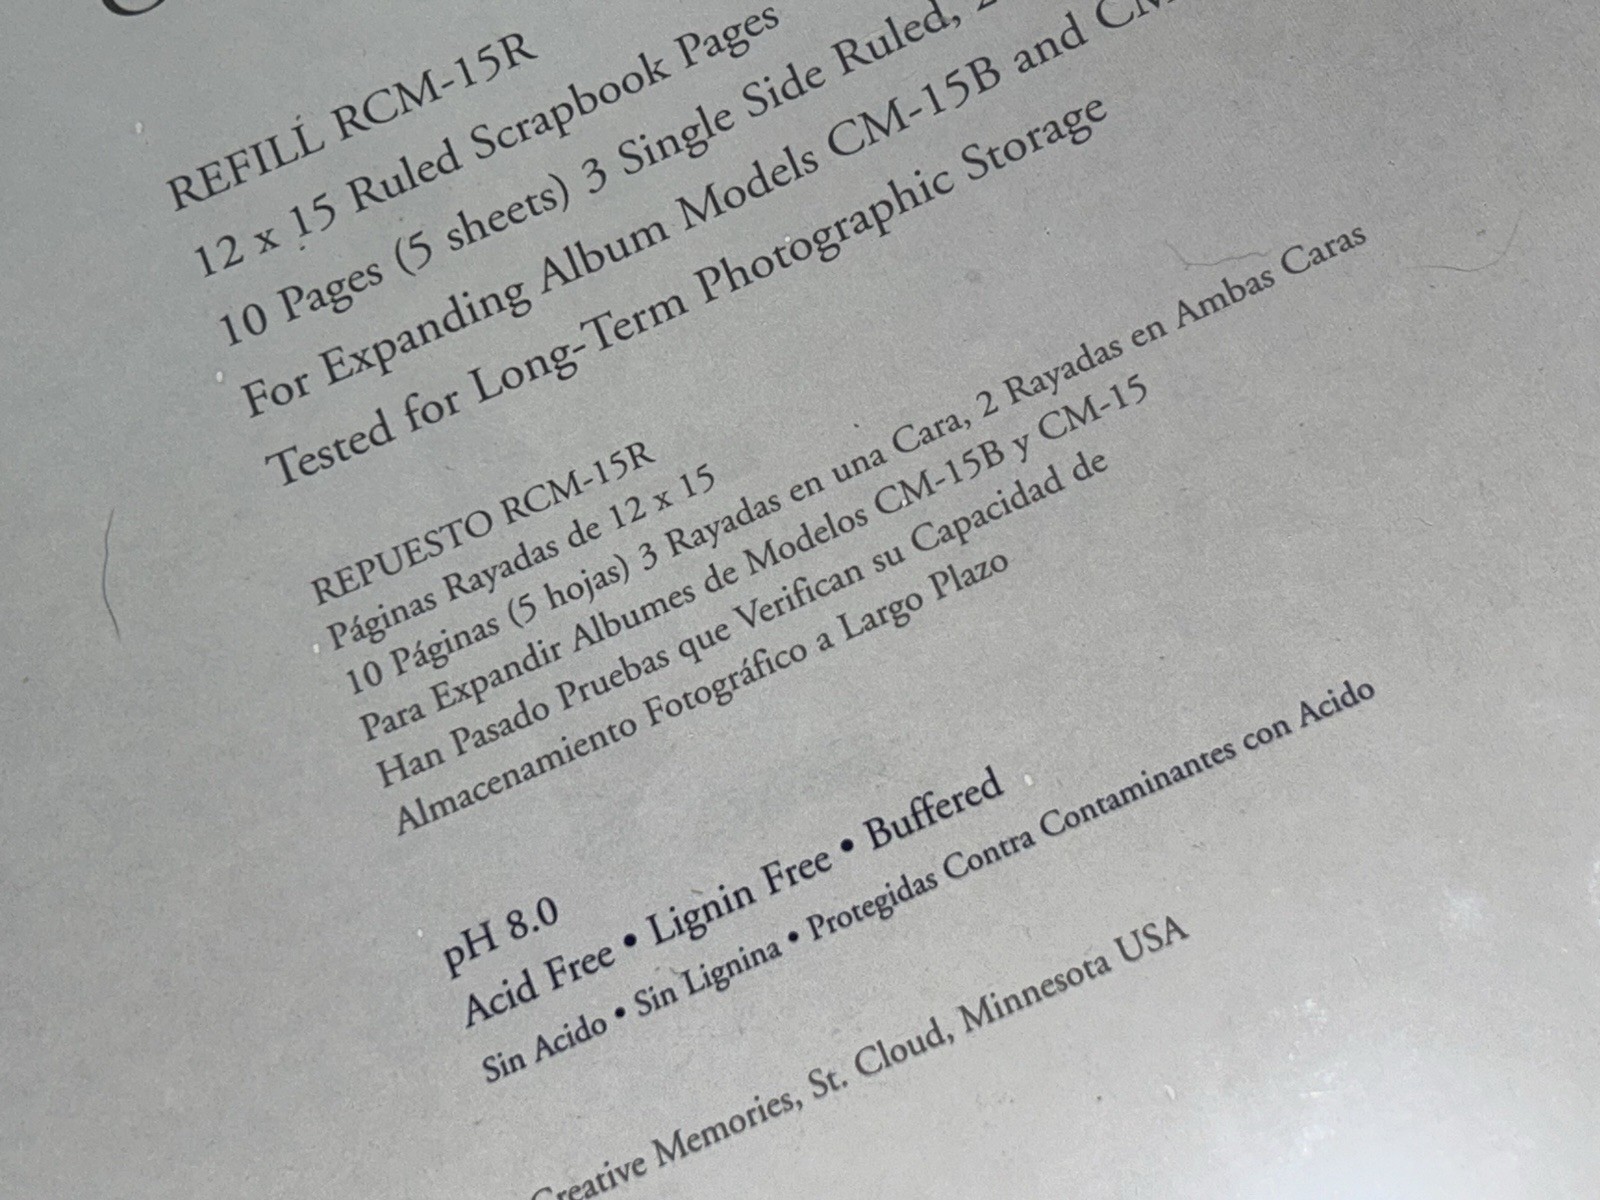 REFILL RCM-15R
12 x 15 Ruled Scrapbook Pages
10 Pages (5 sheets) 3 Single Side Ruled,
For Expanding Album Models CM-15B and
Tested for Long-Term Photographic Storage
REPUESTO RCM-15R
Páginas Rayadas de 12 x 15
10 Páginas (5 hojas) 3 Rayadas en una Cara, 2 Rayadas en Ambas Caras
Para Expandir Albumes de Modelos CM-15B y CM-15
Han Pasado Pruebas que Verifican su Capacidad de
Almacenamiento Fotográfico a Largo Plazo
pH 8.0
Acid Free • Lignin Free • Buffered
Sin Acido • Sin Lignina • Protegidas Contra Contaminantes con Acido
Creative Memories, St. Cloud, Minnesota USA